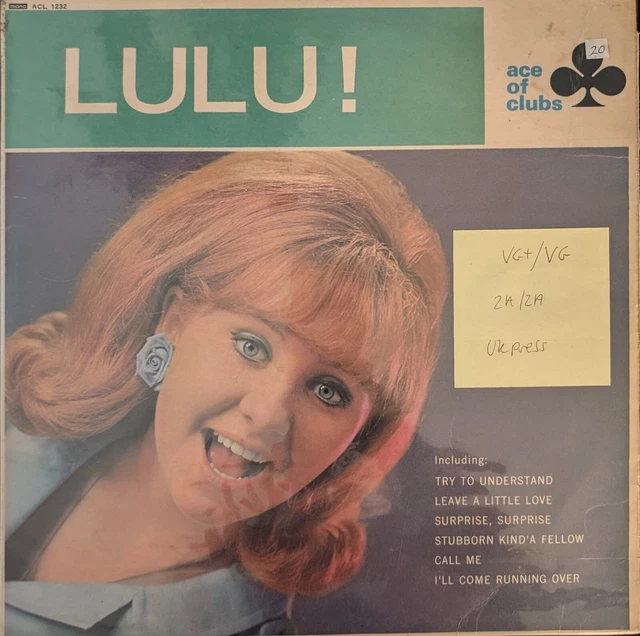 mono ACL 1232
LULU!
20
ace
of
clubs
VG+/VG
2A/2A
UK press
Including:
TRY TO UNDERSTAND
LEAVE A LITTLE LOVE
SURPRISE, SURPRISE
STUBBORN KIND'A FELLOW
CALL ME
I'LL COME RUNNING OVER